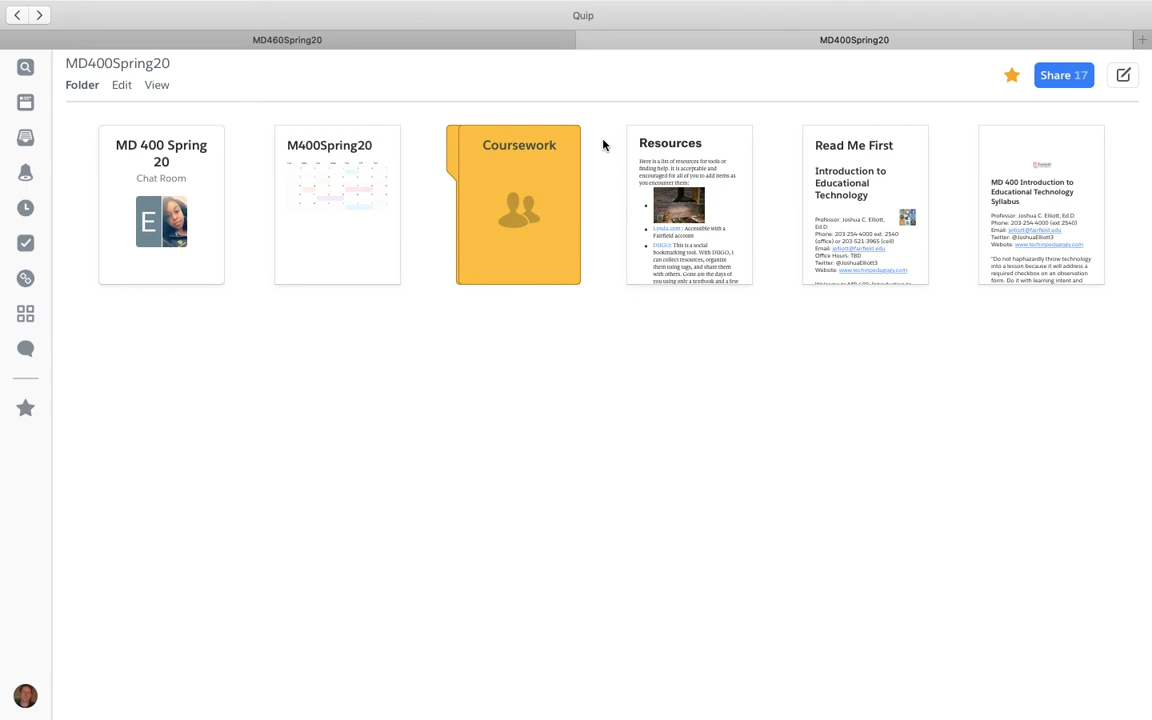 Quip
MD460Spring20
MD400Spring20
MD400Spring20
Folder Edit View
Share 17
MD 400 Spring
20
Chat Room
E
M400Spring20
Coursework
Resources
Here is a list of resources for tools or
finding help. It is acceptable and
encouraged for all of you to add items as
you encounter them:
Lynda.com : Accessible with a
Fairfield account
DIIGO: This is a social
bookmarking tool. With DIIGO, I
can collect resources, organize
them using tags, and share them
with others. Gone are the days of
you using only a textbook and a few
Read Me First
Introduction to
Educational
Technology
Professor: Joshua C. Elliott,
Ed.D.
Phone: 203-254-4000 ext. 2540
(office) or 203-521-3965 (cell)
Email: jelliott@fairfield.edu
Office Hours: TBD
Twitter: @JoshuaElliott3
Website: www.techinpedagogy.com
MD 400 Introduction to
Educational Technology
Syllabus
Professor: Joshua C. Elliott, Ed.D.
Phone: 203-254-4000 (ext 2540)
Email: jelliott@fairfield.edu
Twitter: @JoshuaElliott3
Website: www.techinpedagogy.com
"Do not haphazardly throw technology
into a lesson because it will address a
required checkbox on an observation
form. Do it with learning intent and